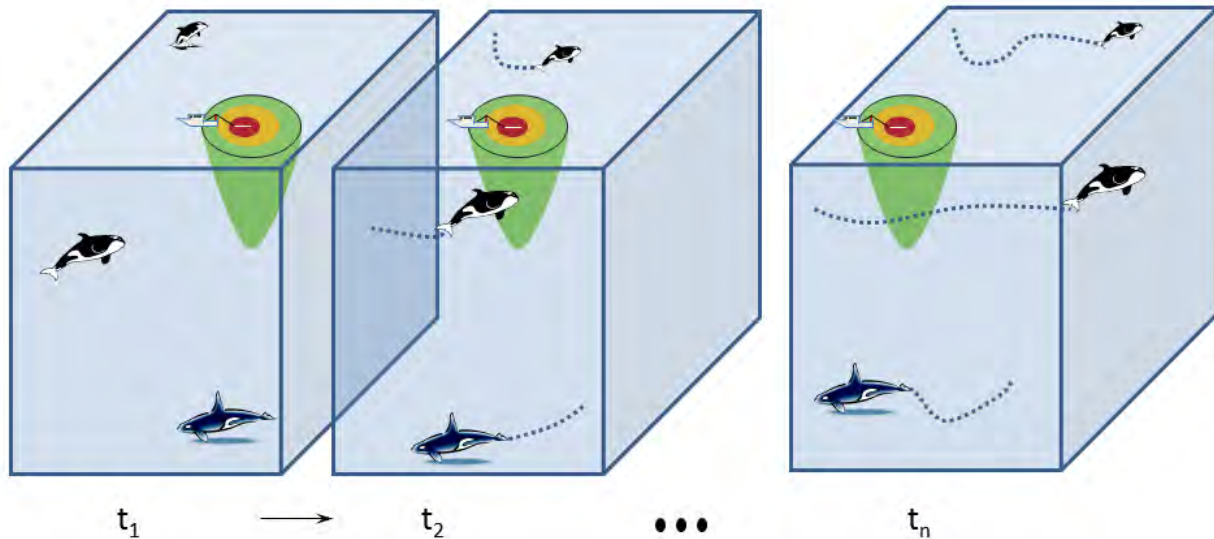 t₁ → t₂ ••• tₙ